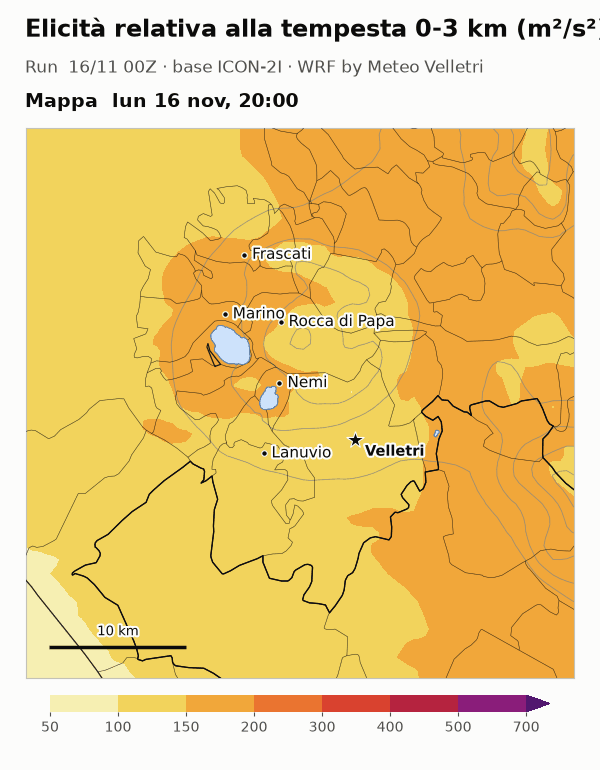 Elicità relativa alla tempesta 0-3 km (m²/s²)
Run 16/11 00Z · base ICON-2I · WRF by Meteo Velletri
Mappa lun 16 nov, 20:00
Frascati
Marino
Rocca di Papa
Nemi
Lanuvio
Velletri
10 km
50 100 150 200 300 400 500 700